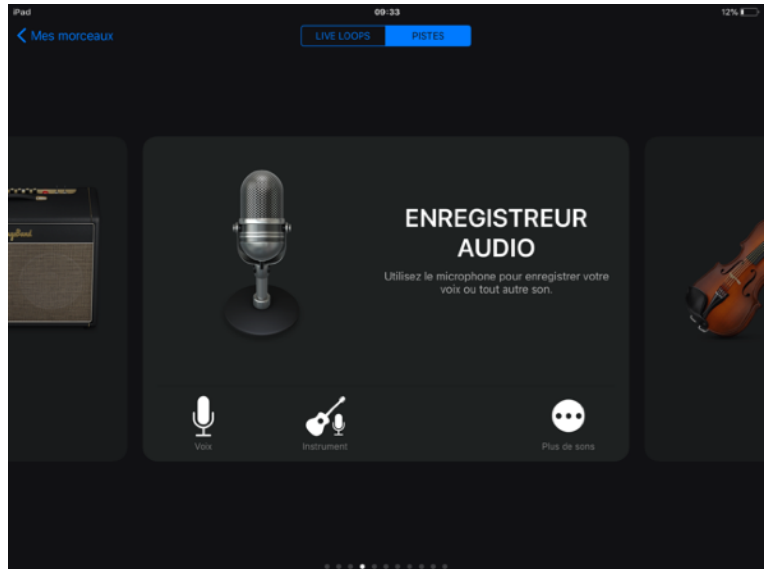 iPad
09:33
12%
Mes morceaux
LIVE LOOPS
PISTES
ENREGISTREUR
AUDIO
Utilisez le microphone pour enregistrer votre
voix ou tout autre son.
Voix
Instrument
Plus de sons